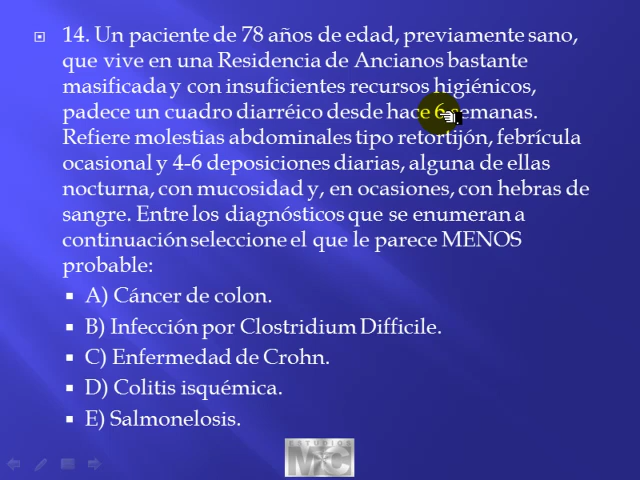 14. Un paciente de 78 años de edad, previamente sano,
que vive en una Residencia de Ancianos bastante
masificada y con insuficientes recursos higiénicos,
padece un cuadro diarréico desde hace 6 semanas.
Refiere molestias abdominales tipo retortijón, febrícula
ocasional y 4-6 deposiciones diarias, alguna de ellas
nocturna, con mucosidad y, en ocasiones, con hebras de
sangre. Entre los diagnósticos que se enumeran a
continuación seleccione el que le parece MENOS
probable:
A) Cáncer de colon.
B) Infección por Clostridium Difficile.
C) Enfermedad de Crohn.
D) Colitis isquémica.
E) Salmonelosis.
ESTUDIOS
MC